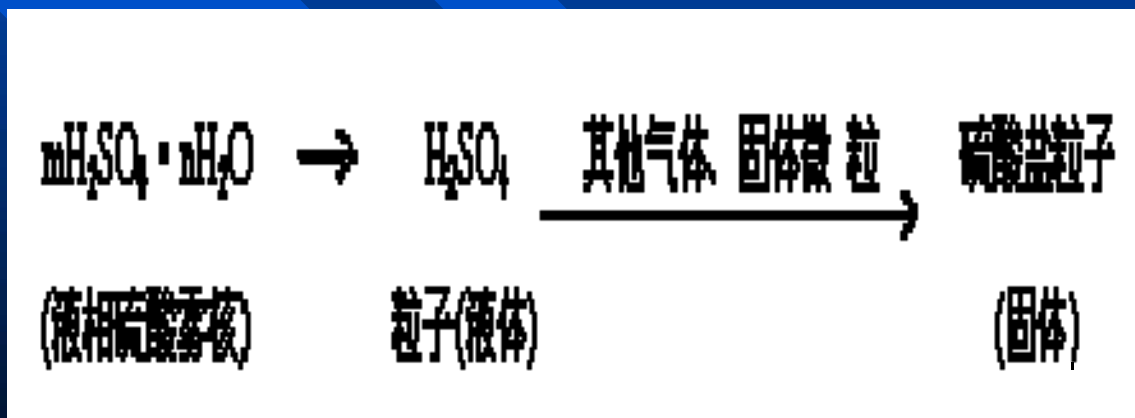 mH₂SO₄·nH₂O → H₂SO₄ 其他气体 固体微 粒 → 硫酸盐粒子
(液相硫酸雾核) 粒子(液体) (固体)